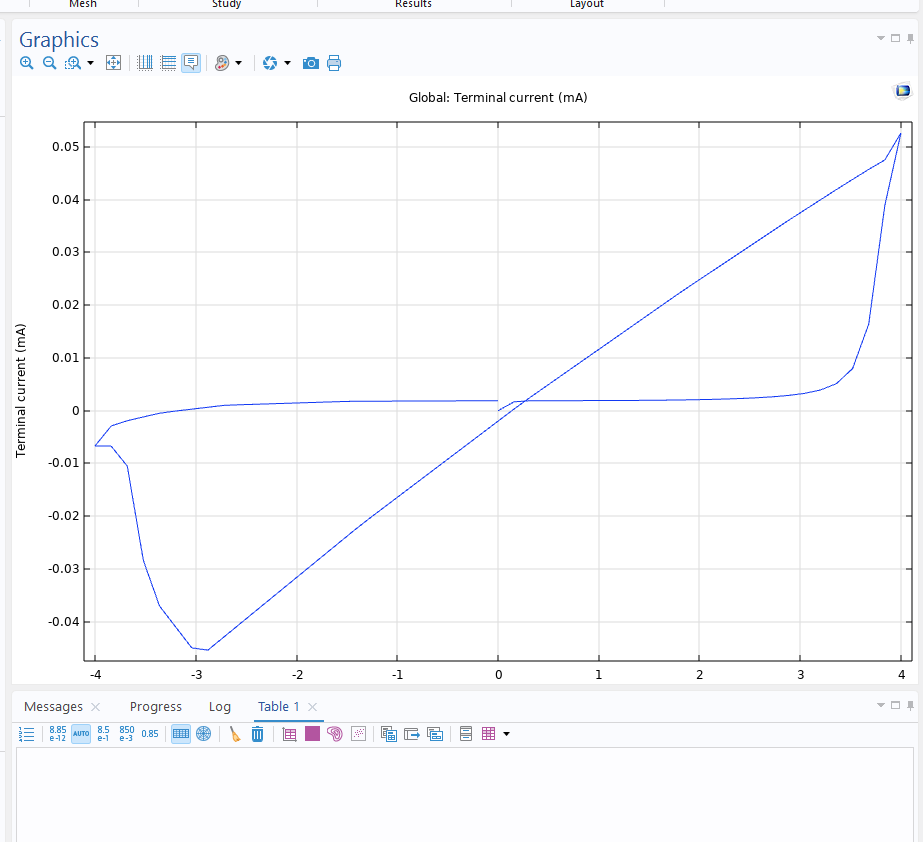 Mesh Study Results Layout
Graphics
Global: Terminal current (mA)
Terminal current (mA)
0.05
0.04
0.03
0.02
0.01
0
-0.01
-0.02
-0.03
-0.04
-4 -3 -2 -1 0 1 2 3 4
Messages Progress Log Table 1
8.85 e-12 AUTO 8.5 e-1 850 e-3 0.85